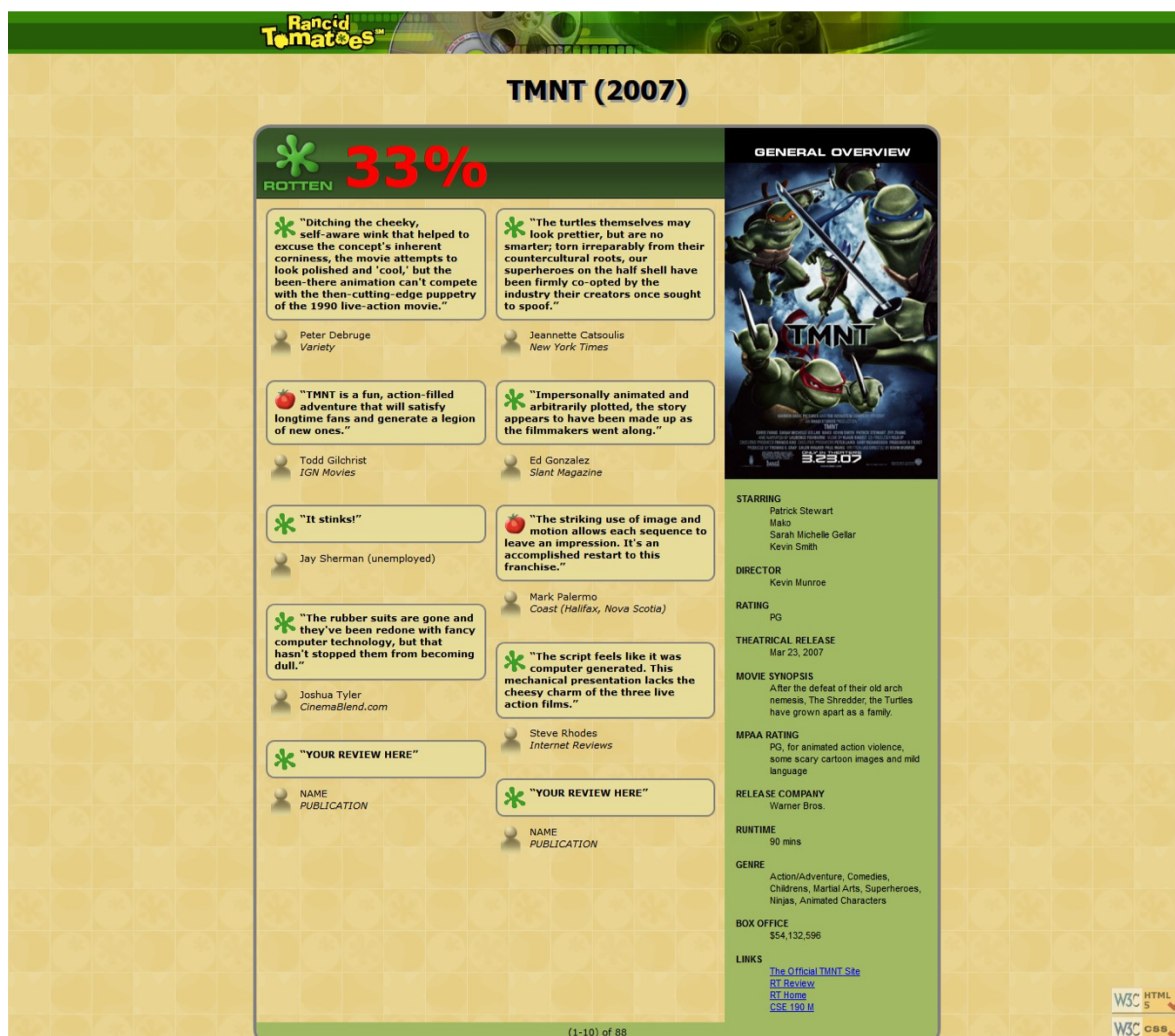 Rancid
Tomatoes℠
TMNT (2007)
ROTTEN
33%
“Ditching the cheeky,
self-aware wink that helped to
excuse the concept's inherent
corniness, the movie attempts to
look polished and 'cool,' but the
been-there animation can't compete
with the then-cutting-edge puppetry
of the 1990 live-action movie.”
Peter Debruge
Variety
“TMNT is a fun, action-filled
adventure that will satisfy
longtime fans and generate a legion
of new ones.”
Todd Gilchrist
IGN Movies
“It stinks!”
Jay Sherman (unemployed)
“The rubber suits are gone and
they've been redone with fancy
computer technology, but that
hasn't stopped them from becoming
dull.”
Joshua Tyler
CinemaBlend.com
“YOUR REVIEW HERE”
NAME
PUBLICATION
“The turtles themselves may
look prettier, but are no
smarter; torn irreparably from their
countercultural roots, our
superheroes on the half shell have
been firmly co-opted by the
industry their creators once sought
to spoof.”
Jeannette Catsoulis
New York Times
“Impersonally animated and
arbitrarily plotted, the story
appears to have been made up as
the filmmakers went along.”
Ed Gonzalez
Slant Magazine
“The striking use of image and
motion allows each sequence to
leave an impression. It's an
accomplished restart to this
franchise.”
Mark Palermo
Coast (Halifax, Nova Scotia)
“The script feels like it was
computer generated. This
mechanical presentation lacks the
cheesy charm of the three live
action films.”
Steve Rhodes
Internet Reviews
“YOUR REVIEW HERE”
NAME
PUBLICATION
GENERAL OVERVIEW
TMNT
TMNT
ONLY IN THEATERS
3.23.07
STARRING
Patrick Stewart
Mako
Sarah Michelle Gellar
Kevin Smith
DIRECTOR
Kevin Munroe
RATING
PG
THEATRICAL RELEASE
Mar 23, 2007
MOVIE SYNOPSIS
After the defeat of their old arch
nemesis, The Shredder, the Turtles
have grown apart as a family.
MPAA RATING
PG, for animated action violence,
some scary cartoon images and mild
language
RELEASE COMPANY
Warner Bros.
RUNTIME
90 mins
GENRE
Action/Adventure, Comedies,
Childrens, Martial Arts, Superheroes,
Ninjas, Animated Characters
BOX OFFICE
$54,132,596
LINKS
The Official TMNT Site
RT Review
RT Home
CSE 190 M
(1-10) of 88
W3C HTML 5
W3C css